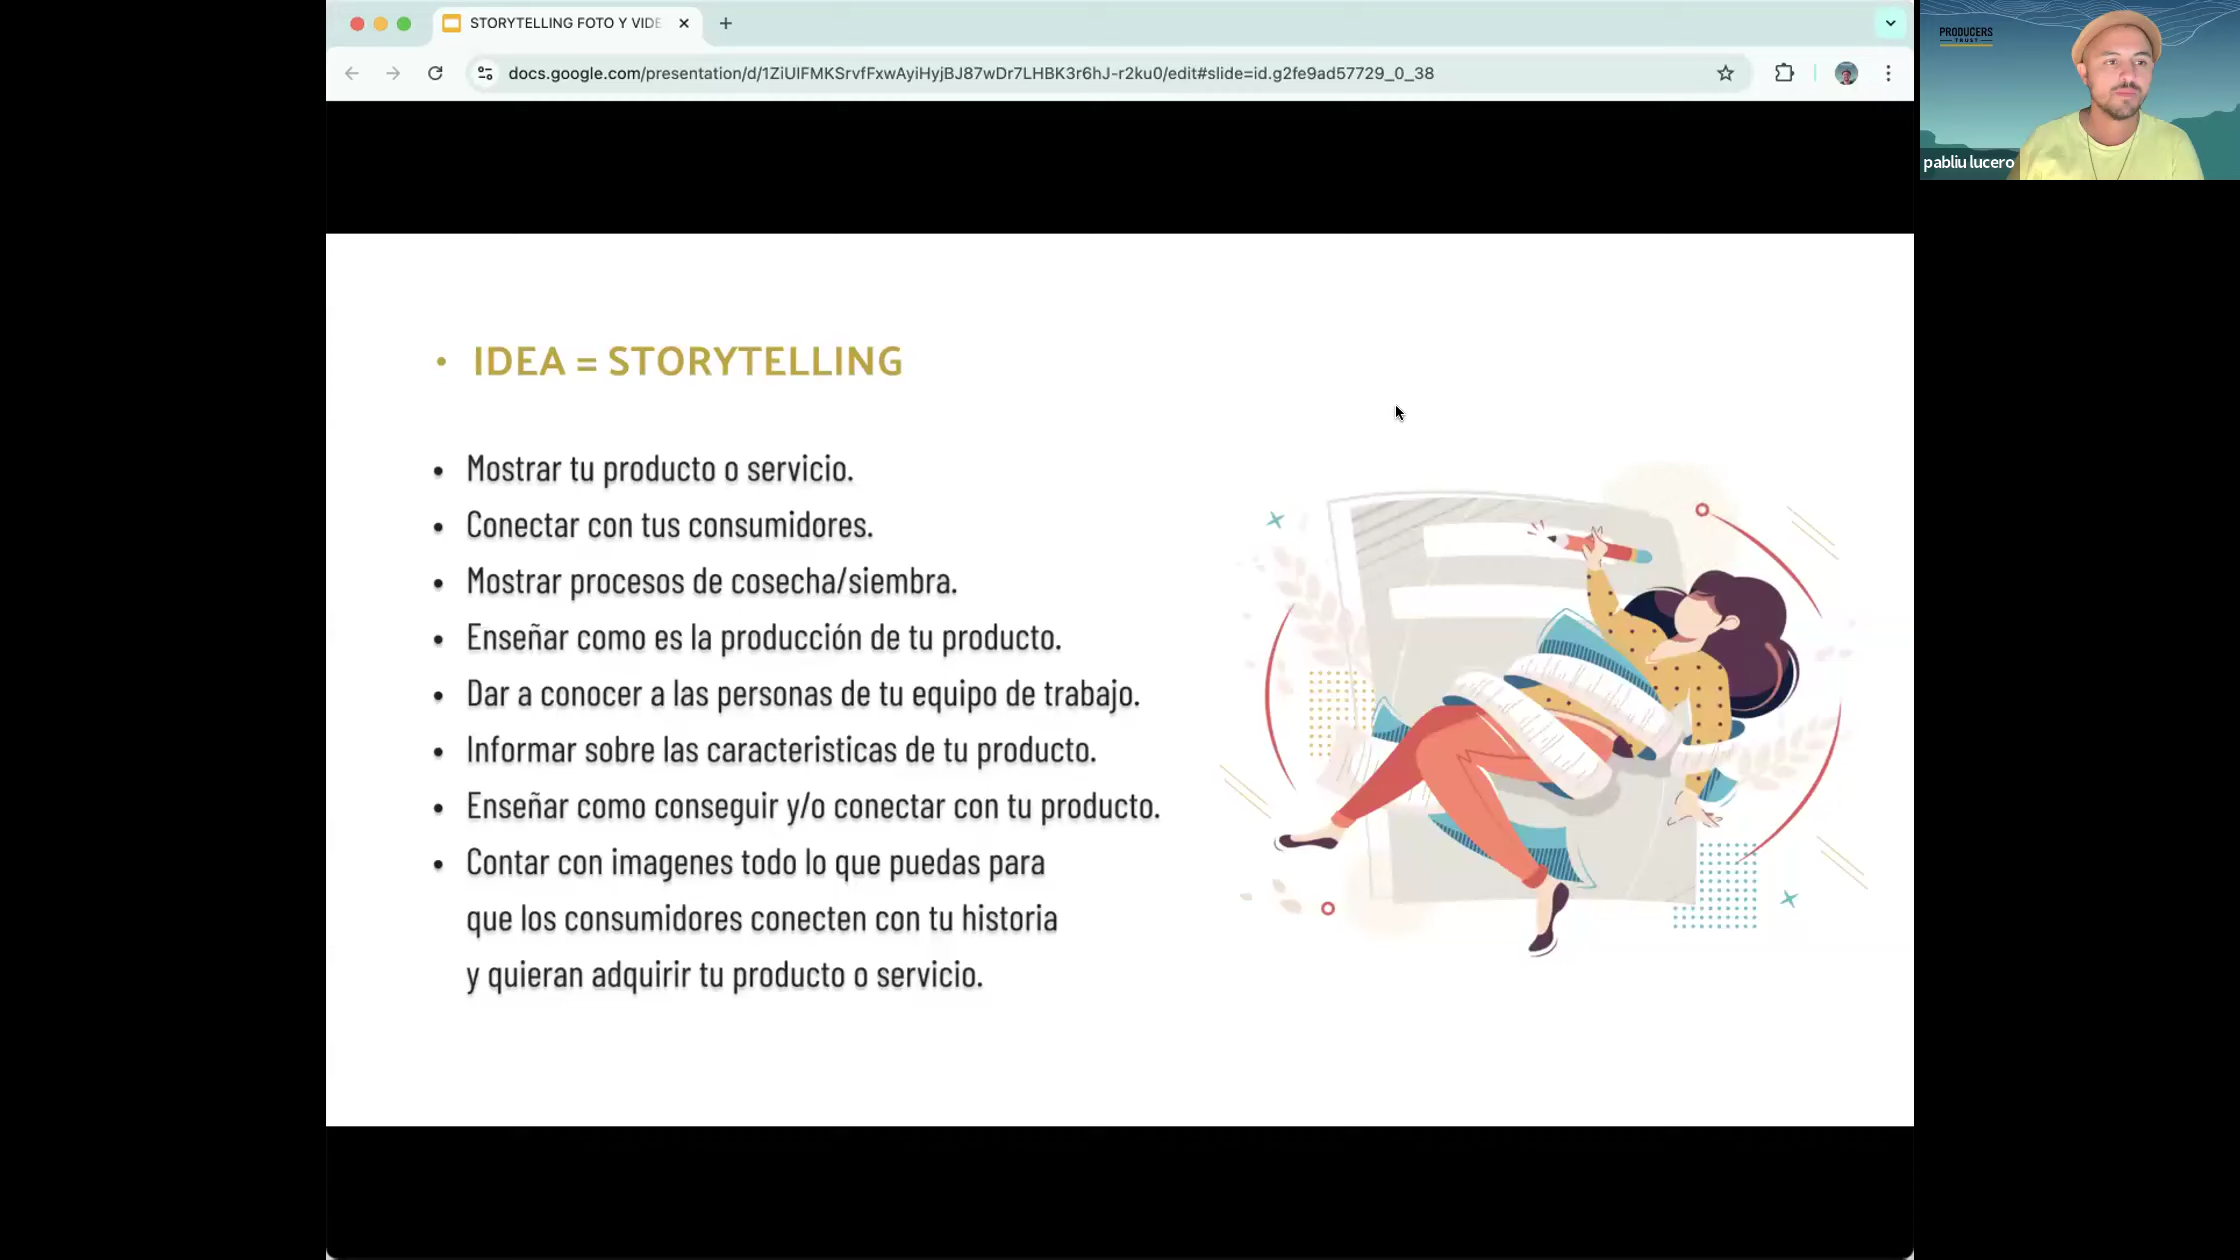 STORYTELLING FOTO Y VIDE
docs.google.com/presentation/d/1ZiUlFMKSrvfFxwAyiHyjBJ87wDr7LHBK3r6hJ-r2ku0/edit#slide=id.g2fe9ad57729_0_38
PRODUCERS
TRUST
pabliu lucero
• IDEA = STORYTELLING
• Mostrar tu producto o servicio.
• Conectar con tus consumidores.
• Mostrar procesos de cosecha/siembra.
• Enseñar como es la producción de tu producto.
• Dar a conocer a las personas de tu equipo de trabajo.
• Informar sobre las caracteristicas de tu producto.
• Enseñar como conseguir y/o conectar con tu producto.
• Contar con imagenes todo lo que puedas para
que los consumidores conecten con tu historia
y quieran adquirir tu producto o servicio.